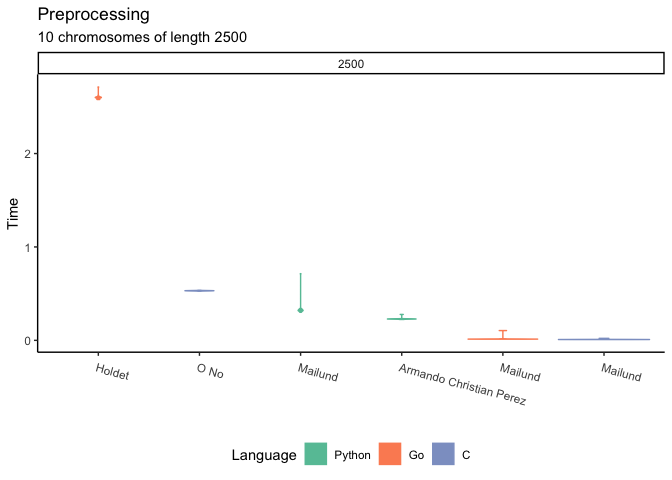 Preprocessing
10 chromosomes of length 2500
2500
Time
2
1
0
Holdet
O No
Mailund
Armando Christian Perez
Mailund
Mailund
Language Python Go C